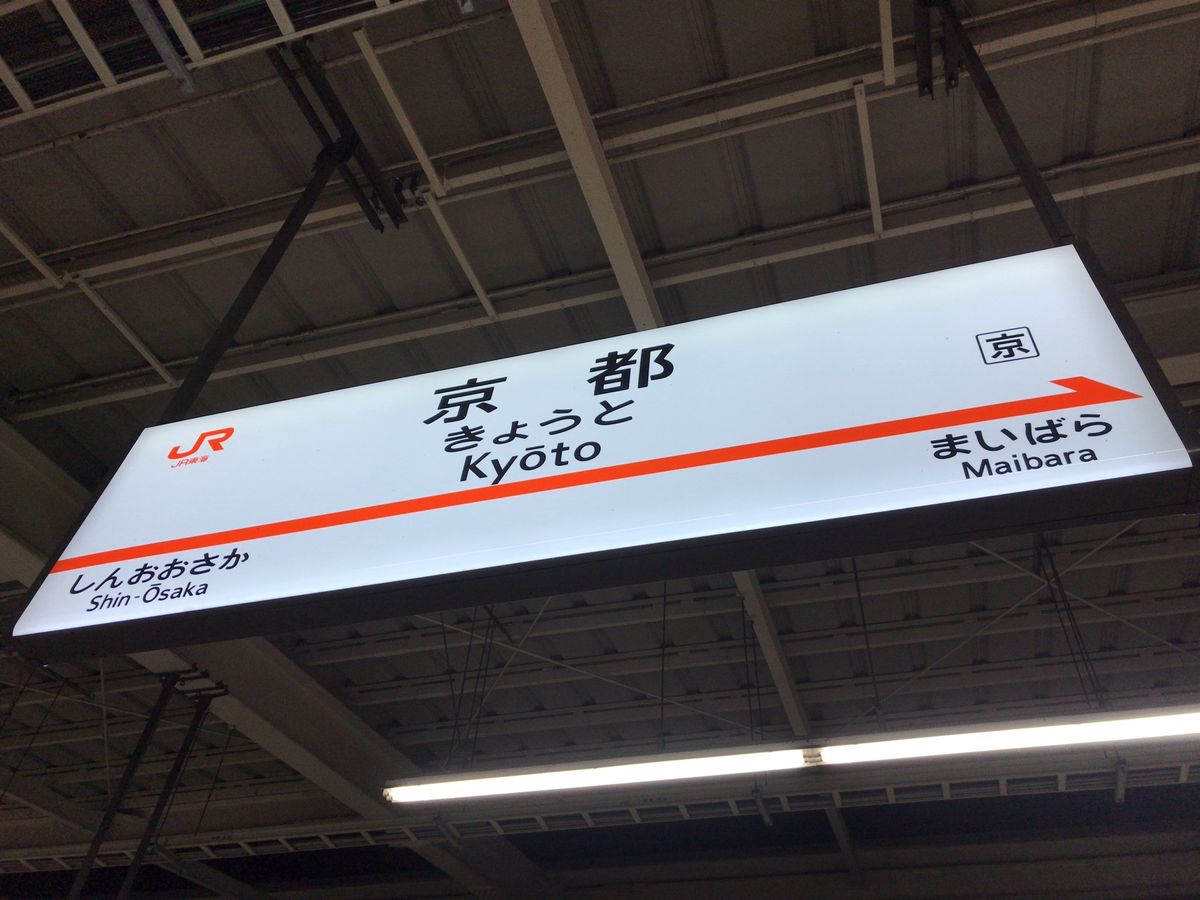 JR
JR東海
京都
きょうと
Kyōto
京
しんおおさか
Shin-Ōsaka
まいばら
Maibara